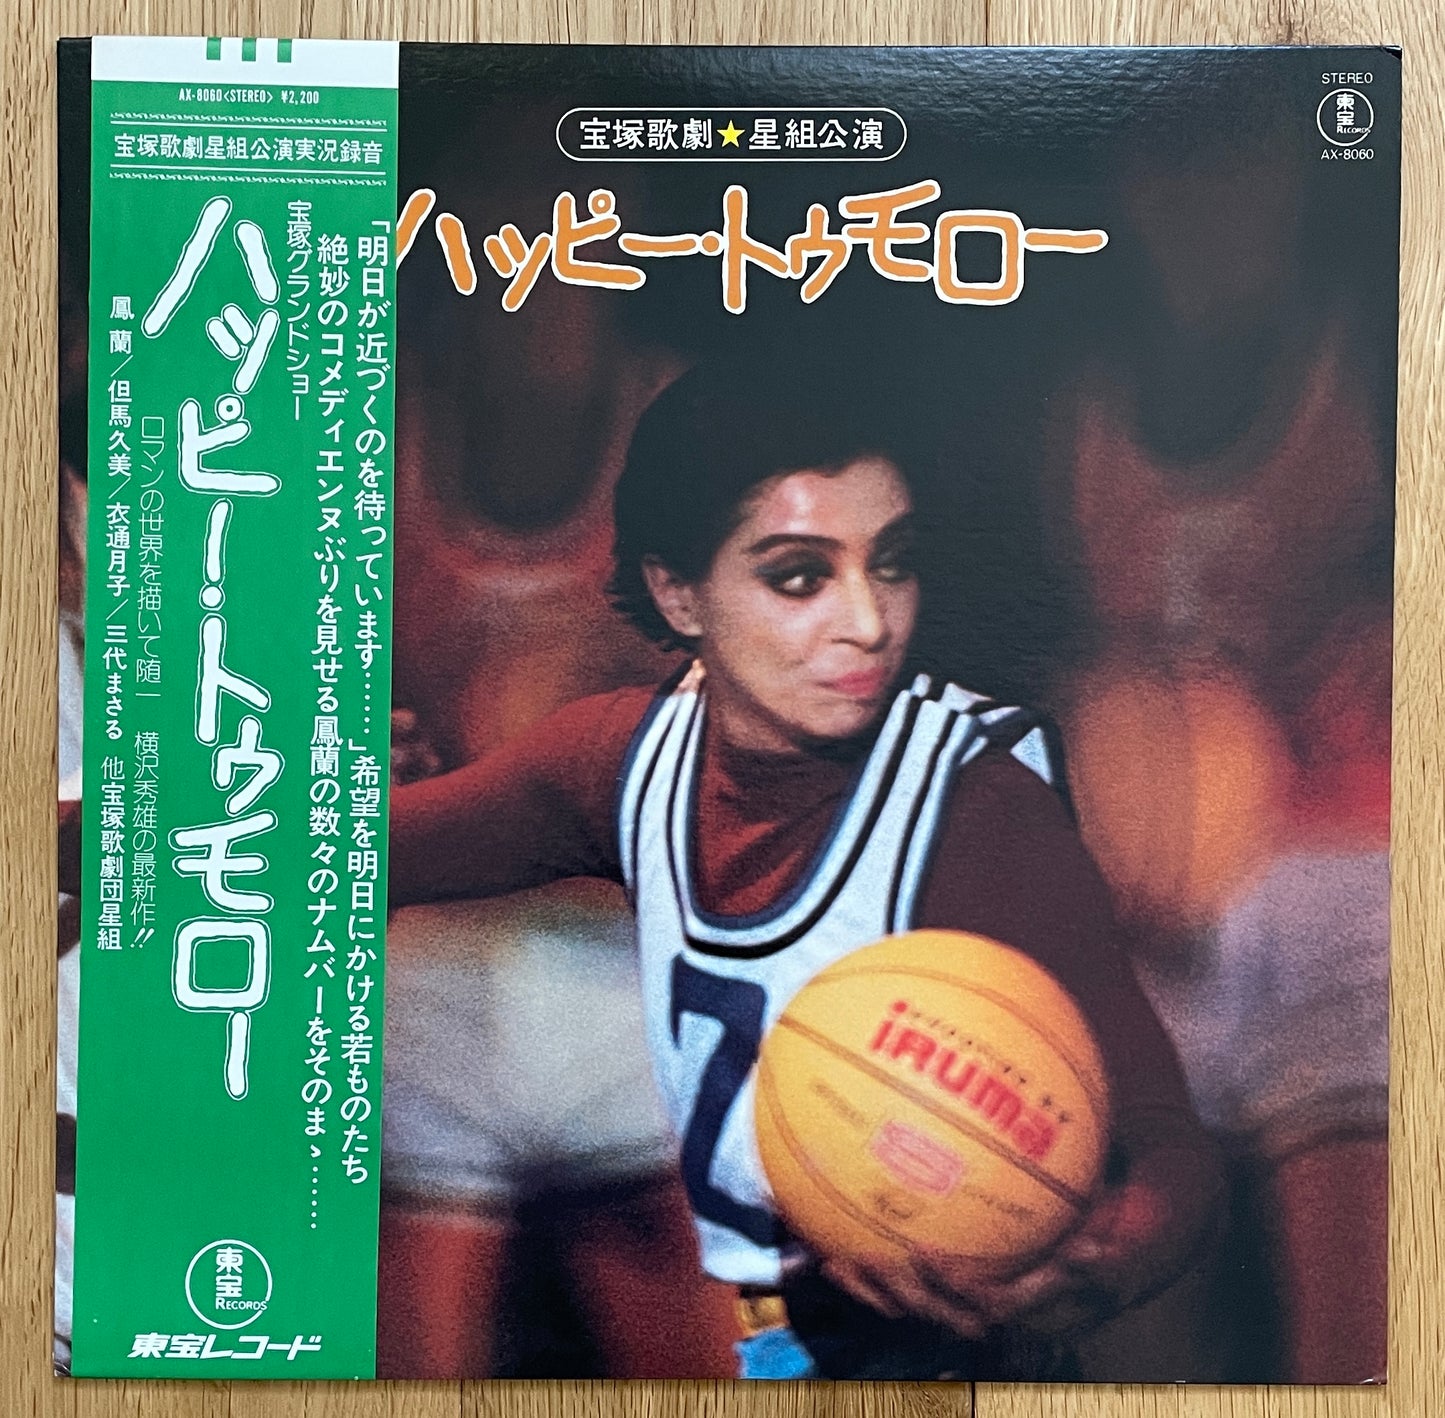 AX-8060<STEREO> ¥2,200
宝塚歌劇星組公演実況録音
「明日が近づくのを待っています……」希望を明日にかける若ものたち
絶妙のコメディエンヌぶりを見せる鳳蘭の数々のナムバーをそのまゝ……
宝塚グランドショー
ハッピー・トゥモロー
ロマンの世界を描いて随一 横沢秀雄の最新作!!
鳳 蘭/但馬久美/衣通月子/三代まさる 他宝塚歌劇団星組
東宝
RECORDS
東宝レコード
宝塚歌劇★星組公演
ハッピー・トゥモロー
STEREO
東宝
RECORDS
AX-8060
7
iRUMa